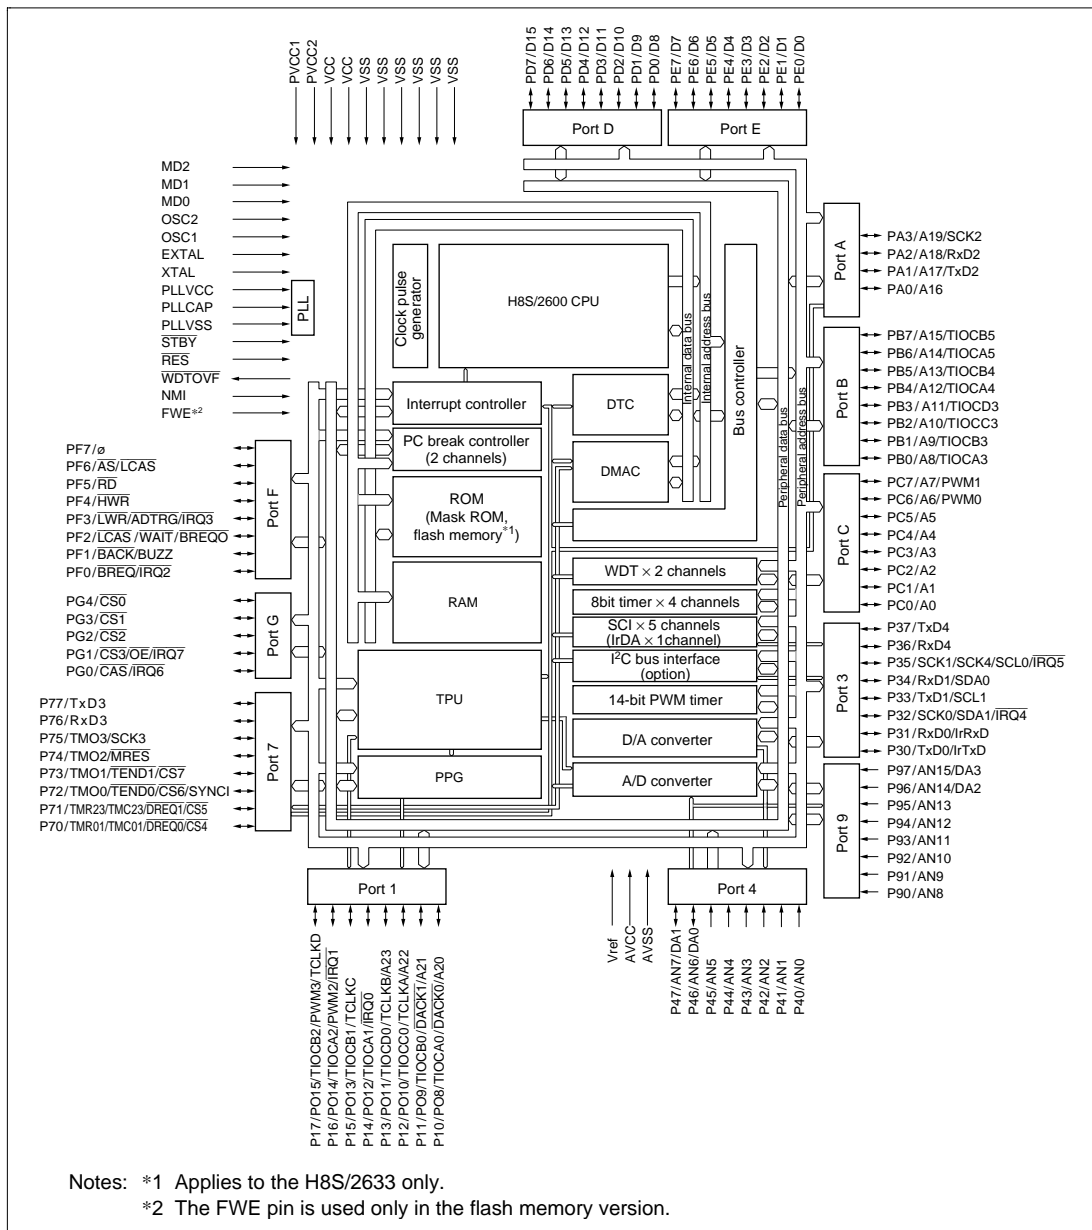 PVCC1
PVCC2
VCC
VCC
VSS
VSS
VSS
VSS
VSS
VSS
PD7/D15
PD6/D14
PD5/D13
PD4/D12
PD3/D11
PD2/D10
PD1/D9
PD0/D8
PE7/D7
PE6/D6
PE5/D5
PE4/D4
PE3/D3
PE2/D2
PE1/D1
PE0/D0
Port D
Port E
MD2
MD1
MD0
OSC2
OSC1
EXTAL
XTAL
PLLVCC
PLLCAP
PLLVSS
STBY
RES
WDTOVF
NMI
FWE*2
PLL
Clock pulse
generator
H8S/2600 CPU
Internal data bus
Internal address bus
Bus controller
Peripheral data bus
Peripheral address bus
Port A
PA3/A19/SCK2
PA2/A18/RxD2
PA1/A17/TxD2
PA0/A16
Interrupt controller
PC break controller
(2 channels)
ROM
(Mask ROM,
flash memory*1)
RAM
TPU
PPG
DTC
DMAC
WDT × 2 channels
8bit timer × 4 channels
SCI × 5 channels
(IrDA × 1channel)
I2C bus interface
(option)
14-bit PWM timer
D/A converter
A/D converter
Port B
PB7/A15/TIOCB5
PB6/A14/TIOCA5
PB5/A13/TIOCB4
PB4/A12/TIOCA4
PB3/A11/TIOCD3
PB2/A10/TIOCC3
PB1/A9/TIOCB3
PB0/A8/TIOCA3
Port C
PC7/A7/PWM1
PC6/A6/PWM0
PC5/A5
PC4/A4
PC3/A3
PC2/A2
PC1/A1
PC0/A0
Port 3
P37/TxD4
P36/RxD4
P35/SCK1/SCK4/SCL0/IRQ5
P34/RxD1/SDA0
P33/TxD1/SCL1
P32/SCK0/SDA1/IRQ4
P31/RxD0/IrRxD
P30/TxD0/IrTxD
Port 9
P97/AN15/DA3
P96/AN14/DA2
P95/AN13
P94/AN12
P93/AN11
P92/AN10
P91/AN9
P90/AN8
PF7/ø
PF6/AS/LCAS
PF5/RD
PF4/HWR
PF3/LWR/ADTRG/IRQ3
PF2/LCAS/WAIT/BREQO
PF1/BACK/BUZZ
PF0/BREQ/IRQ2
Port F
PG4/CS0
PG3/CS1
PG2/CS2
PG1/CS3/OE/IRQ7
PG0/CAS/IRQ6
Port G
P77/TxD3
P76/RxD3
P75/TMO3/SCK3
P74/TMO2/MRES
P73/TMO1/TEND1/CS7
P72/TMO0/TEND0/CS6/SYNCI
P71/TMR23/TMC23/DREQ1/CS5
P70/TMR01/TMC01/DREQ0/CS4
Port 7
Port 1
Port 4
P17/PO15/TIOCB2/PWM3/TCLKD
P16/PO14/TIOCA2/PWM2/IRQ1
P15/PO13/TIOCB1/TCLKC
P14/PO12/TIOCA1/IRQ0
P13/PO11/TIOCD0/TCLKB/A23
P12/PO10/TIOCC0/TCLKA/A22
P11/PO9/TIOCB0/DACK1/A21
P10/PO8/TIOCA0/DACK0/A20
Vref
AVCC
AVSS
P47/AN7/DA1
P46/AN6/DA0
P45/AN5
P44/AN4
P43/AN3
P42/AN2
P41/AN1
P40/AN0
Notes: *1 Applies to the H8S/2633 only.
*2 The FWE pin is used only in the flash memory version.